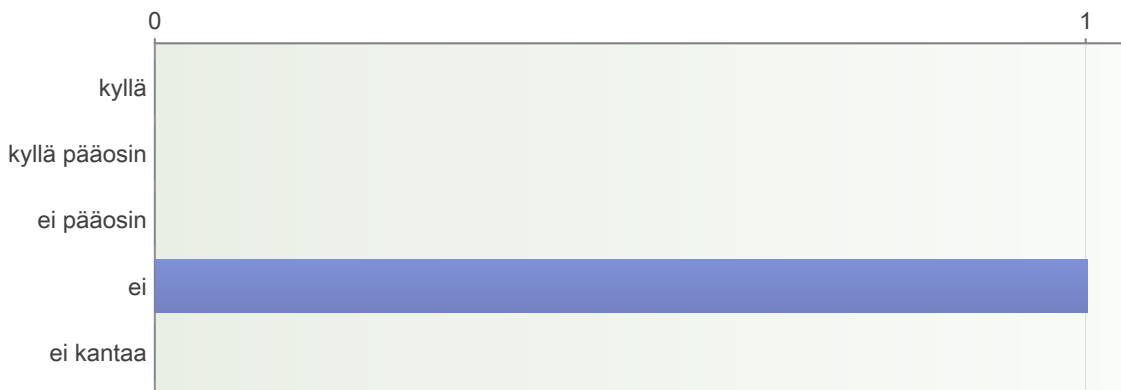 0 1
kyllä
kyllä pääosin
ei pääosin
ei
ei kantaa